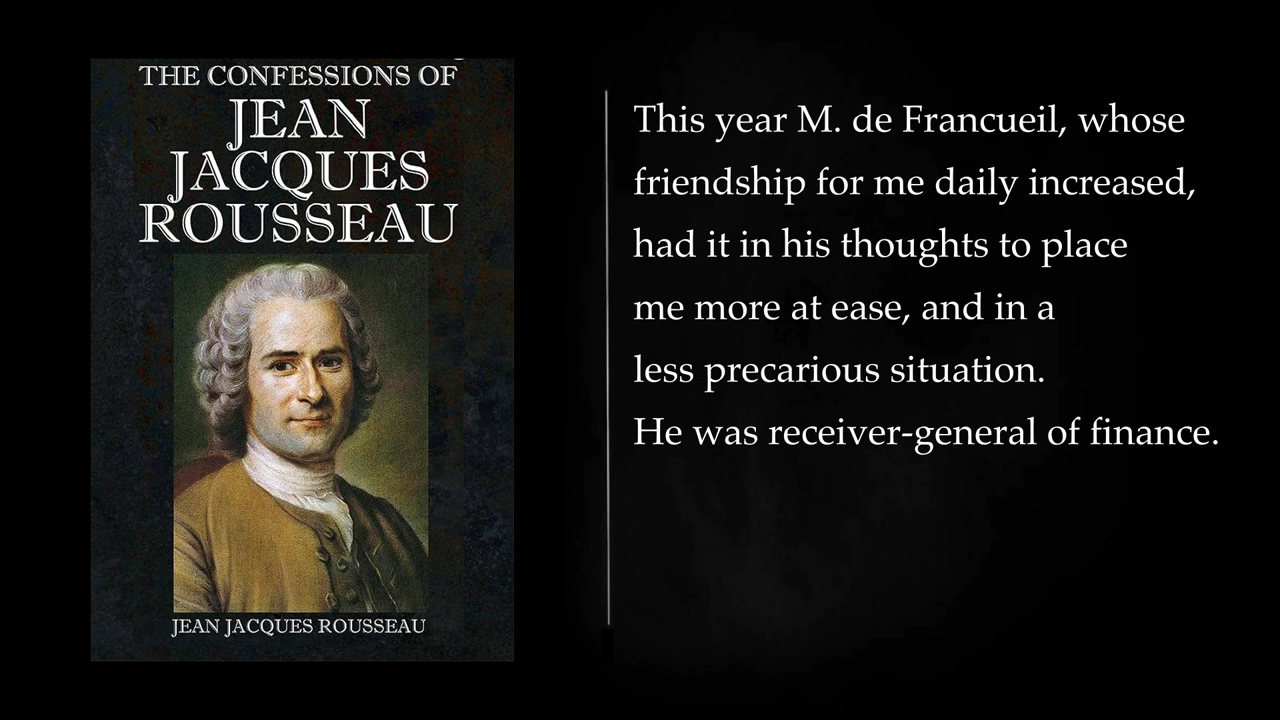 THE CONFESSIONS OF
JEAN
JACQUES
ROUSSEAU
JEAN JACQUES ROUSSEAU
This year M. de Francueil, whose
friendship for me daily increased,
had it in his thoughts to place
me more at ease, and in a
less precarious situation.
He was receiver-general of finance.